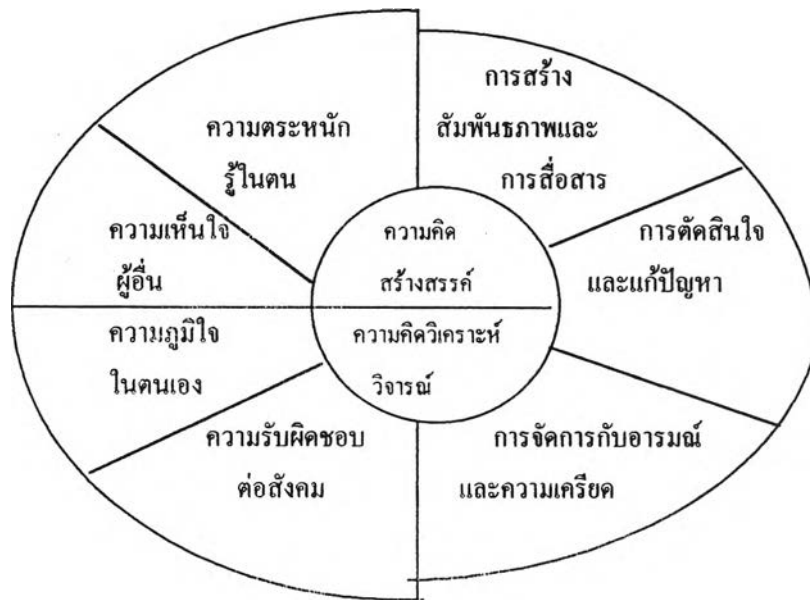 ความตระหนัก
รู้ในตน
การสร้าง
สัมพันธภาพและ
การสื่อสาร
ความเห็นใจ
ผู้อื่น
ความคิด
สร้างสรรค์
การตัดสินใจ
และแก้ปัญหา
ความภูมิใจ
ในตนเอง
ความคิดวิเคราะห์
วิจารณ์
ความรับผิดชอบ
ต่อสังคม
การจัดการกับอารมณ์
และความเครียด